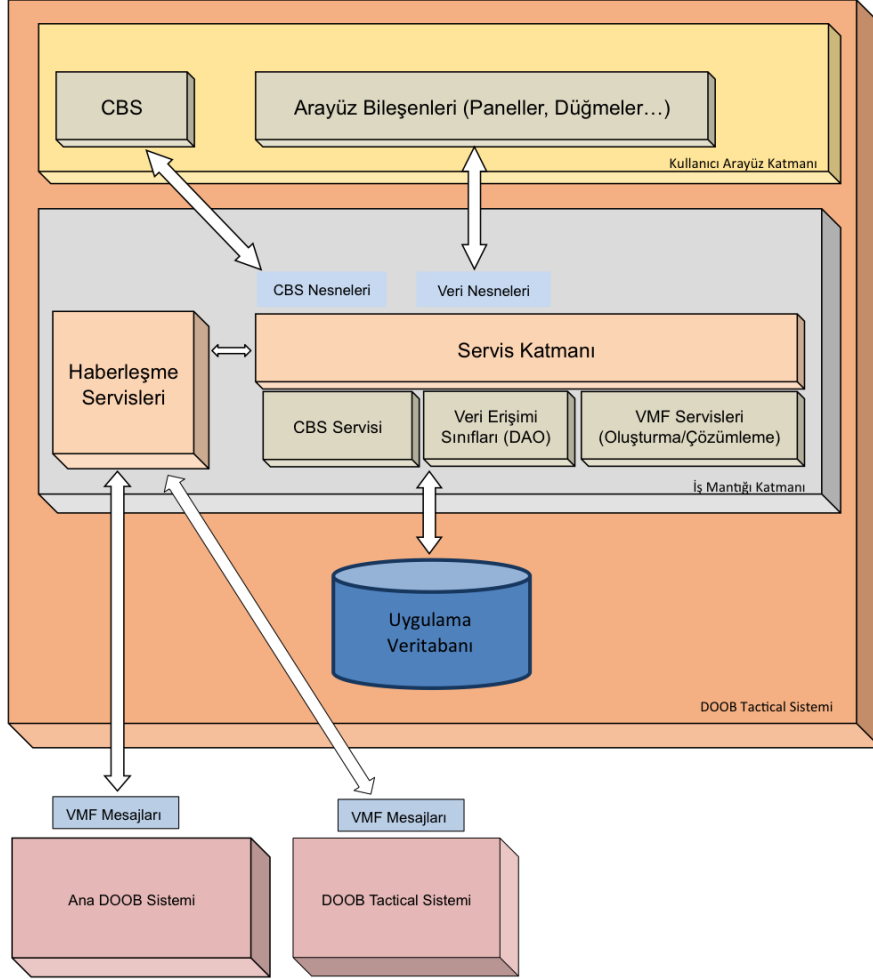 CBS
Arayüz Bileşenleri (Paneller, Düğmeler…)
Kullanıcı Arayüz Katmanı
CBS Nesneleri
Veri Nesneleri
Haberleşme
Servisleri
Servis Katmanı
CBS Servisi
Veri Erişimi
Sınıfları (DAO)
VMF Servisleri
(Oluşturma/Çözümleme)
İş Mantığı Katmanı
Uygulama
Veritabanı
DOOB Tactical Sistemi
VMF Mesajları
VMF Mesajları
Ana DOOB Sistemi
DOOB Tactical Sistemi